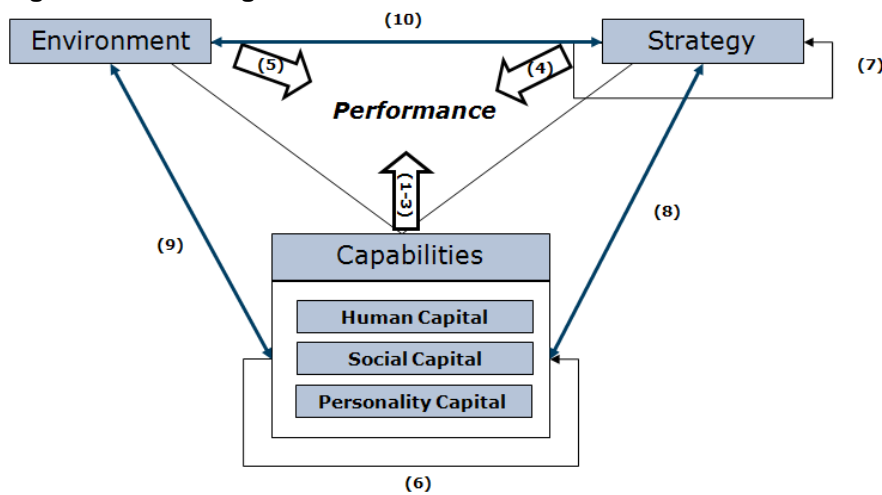 (10)
Environment
Strategy
(5)
(4)
(7)
Performance
(1-3)
(8)
(9)
Capabilities
Human Capital
Social Capital
Personality Capital
(6)